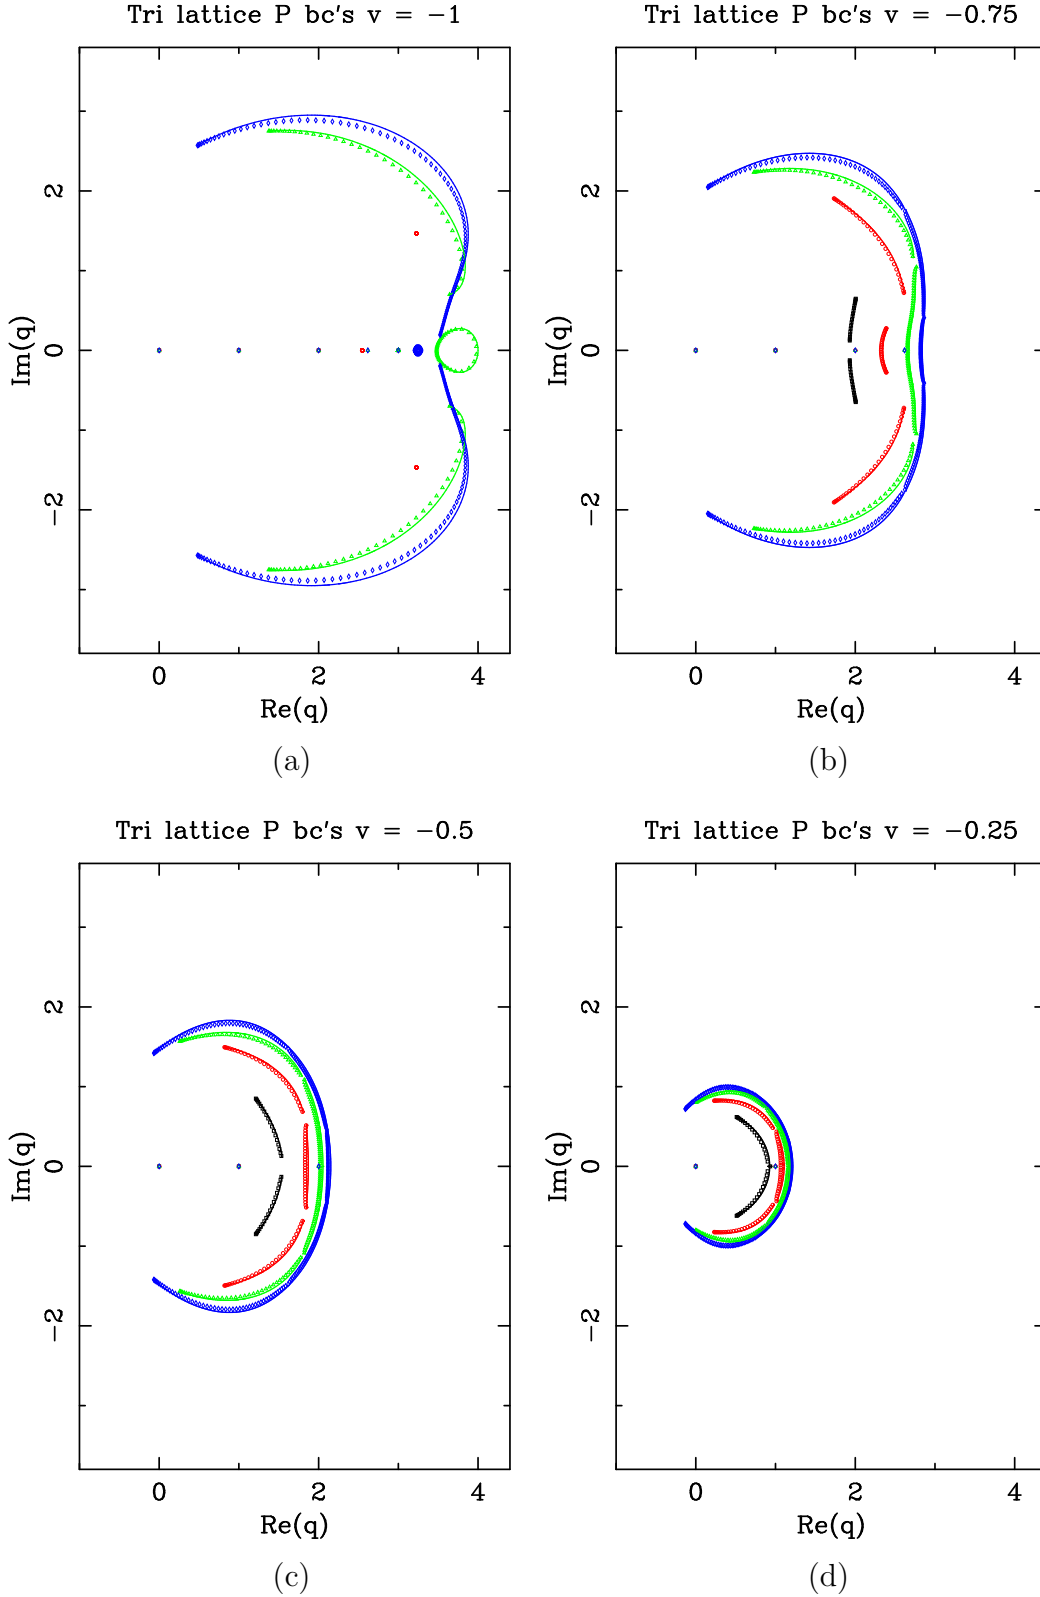 Tri lattice P bc's v = −1
Tri lattice P bc's v = −0.75
Im(q)
2
0
−2
0 2 4
Re(q)
(a)
Im(q)
2
0
−2
0 2 4
Re(q)
(b)
Tri lattice P bc's v = −0.5
Tri lattice P bc's v = −0.25
Im(q)
2
0
−2
0 2 4
Re(q)
(c)
Im(q)
2
0
−2
0 2 4
Re(q)
(d)